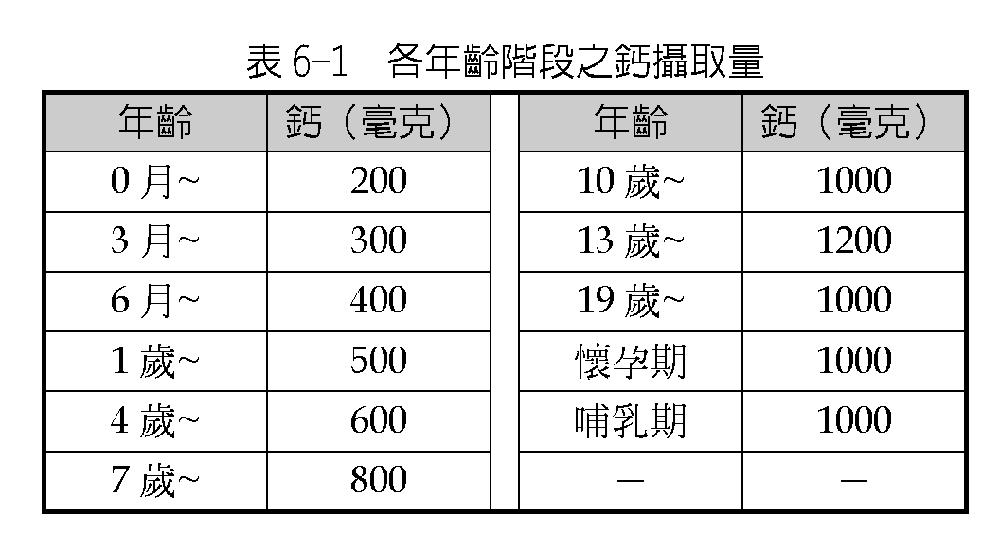 表 6–1 各年齡階段之鈣攝取量
年齡 鈣（毫克） 年齡 鈣（毫克）
0 月~ 200 10 歲~ 1000
3 月~ 300 13 歲~ 1200
6 月~ 400 19 歲~ 1000
1 歲~ 500 懷孕期 1000
4 歲~ 600 哺乳期 1000
7 歲~ 800 — —